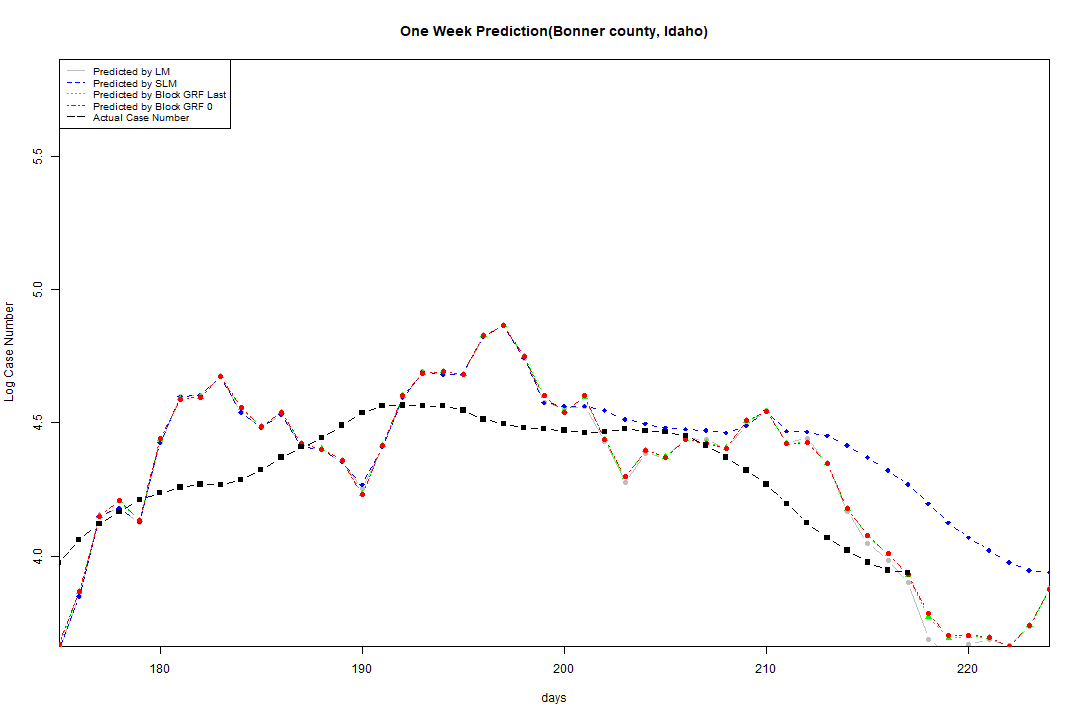 One Week Prediction(Bonner county, Idaho)
Predicted by LM
Predicted by SLM
Predicted by Block GRF Last
Predicted by Block GRF 0
Actual Case Number
5.5
5.0
4.5
4.0
Log Case Number
180 190 200 210 220
days